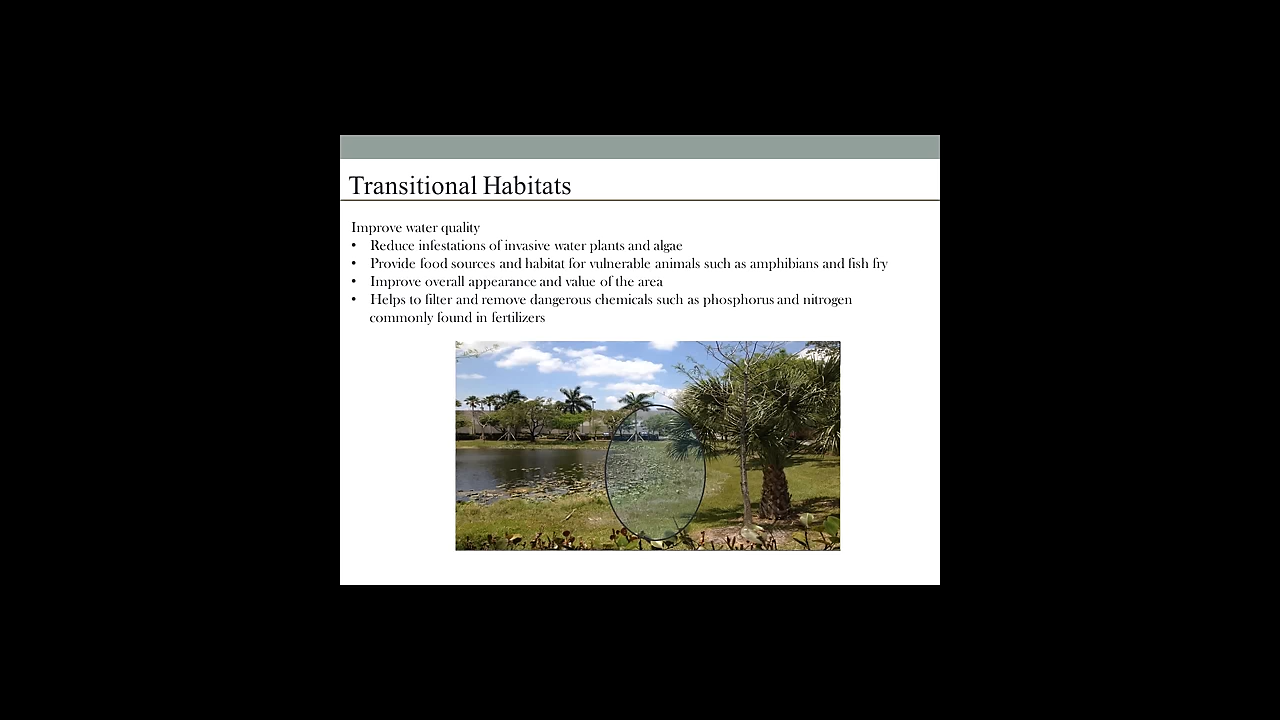 Transitional Habitats
Improve water quality
• Reduce infestations of invasive water plants and algae
• Provide food sources and habitat for vulnerable animals such as amphibians and fish fry
• Improve overall appearance and value of the area
• Helps to filter and remove dangerous chemicals such as phosphorus and nitrogen
commonly found in fertilizers